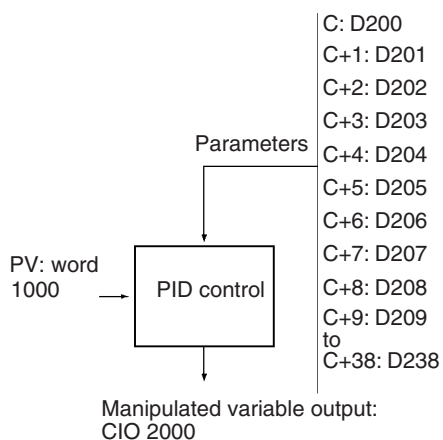 C: D200
C+1: D201
C+2: D202
C+3: D203
Parameters
C+4: D204
C+5: D205
C+6: D206
C+7: D207
PV: word
1000
PID control
C+8: D208
C+9: D209
to
C+38: D238
Manipulated variable output:
CIO 2000